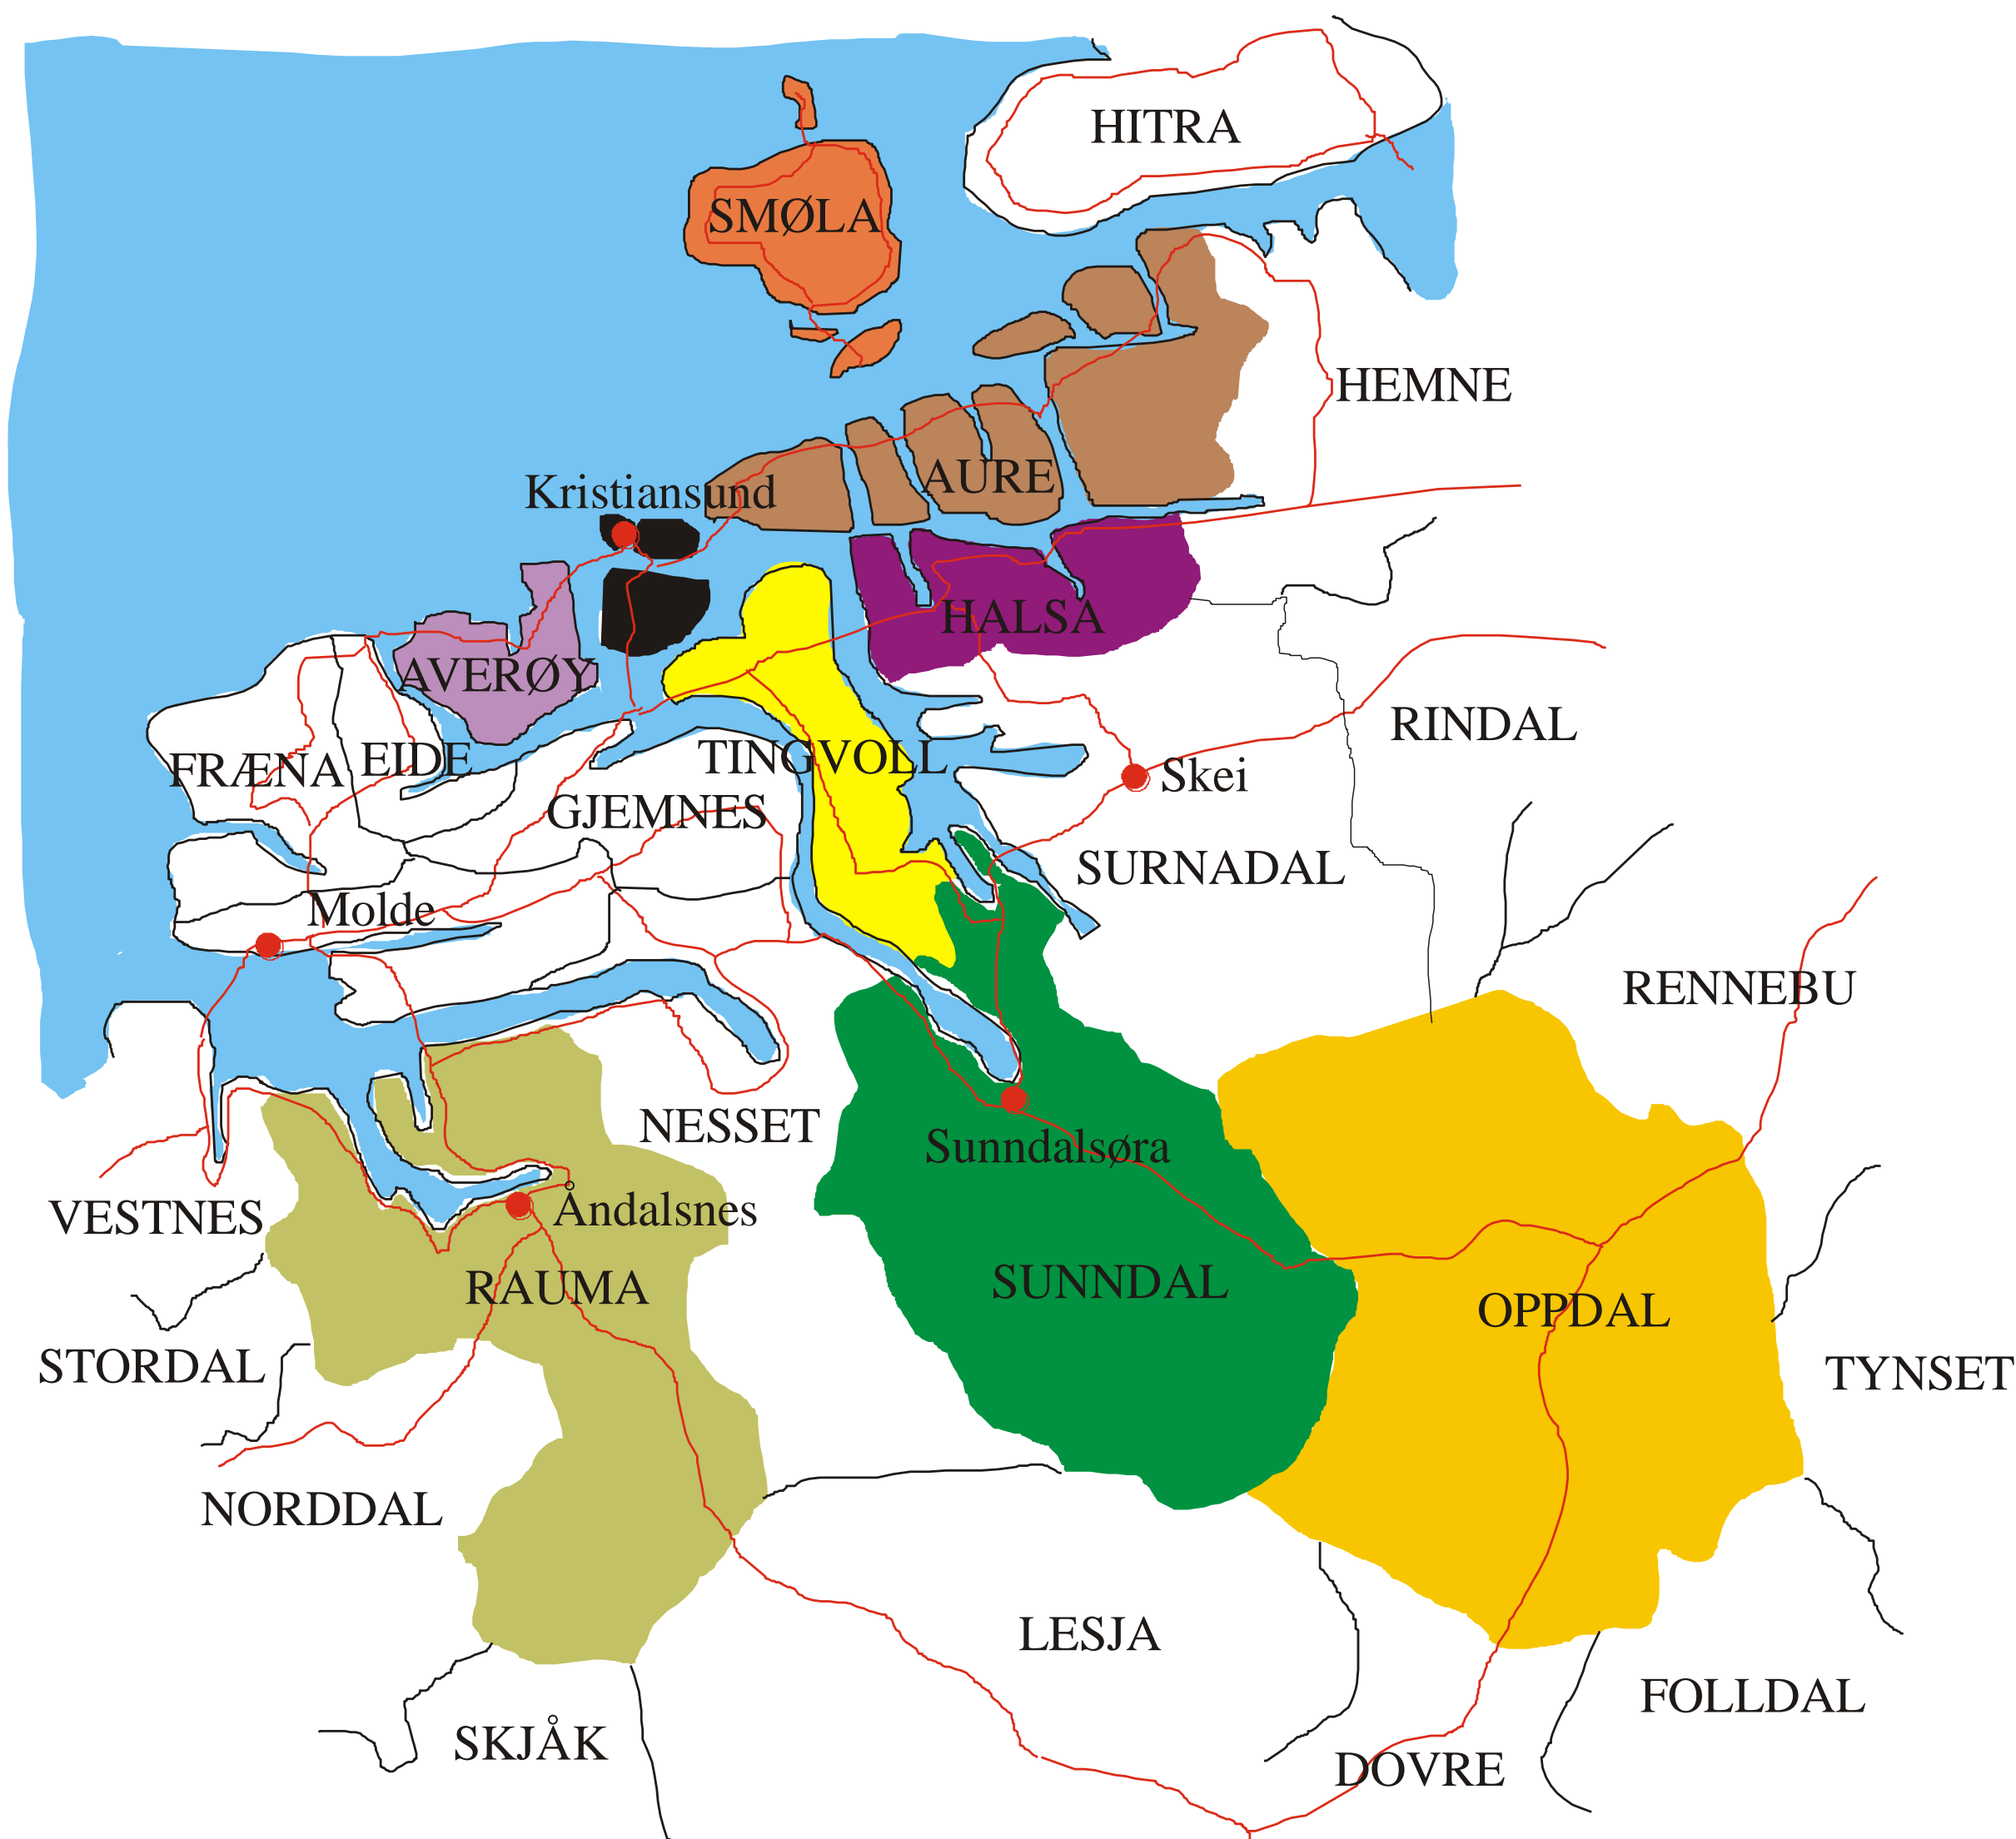 HITRA
SMØLA
HEMNE
AURE
Kristiansund
HALSA
AVERØY
RINDAL
TINGVOLL
EIDE
FRÆNA
Skei
GJEMNES
SURNADAL
Molde
RENNEBU
NESSET
Sunndalsøra
VESTNES
Åndalsnes
SUNNDAL
RAUMA
OPPDAL
STORDAL
TYNSET
NORDDAL
LESJA
FOLLDAL
SKJÅK
DOVRE